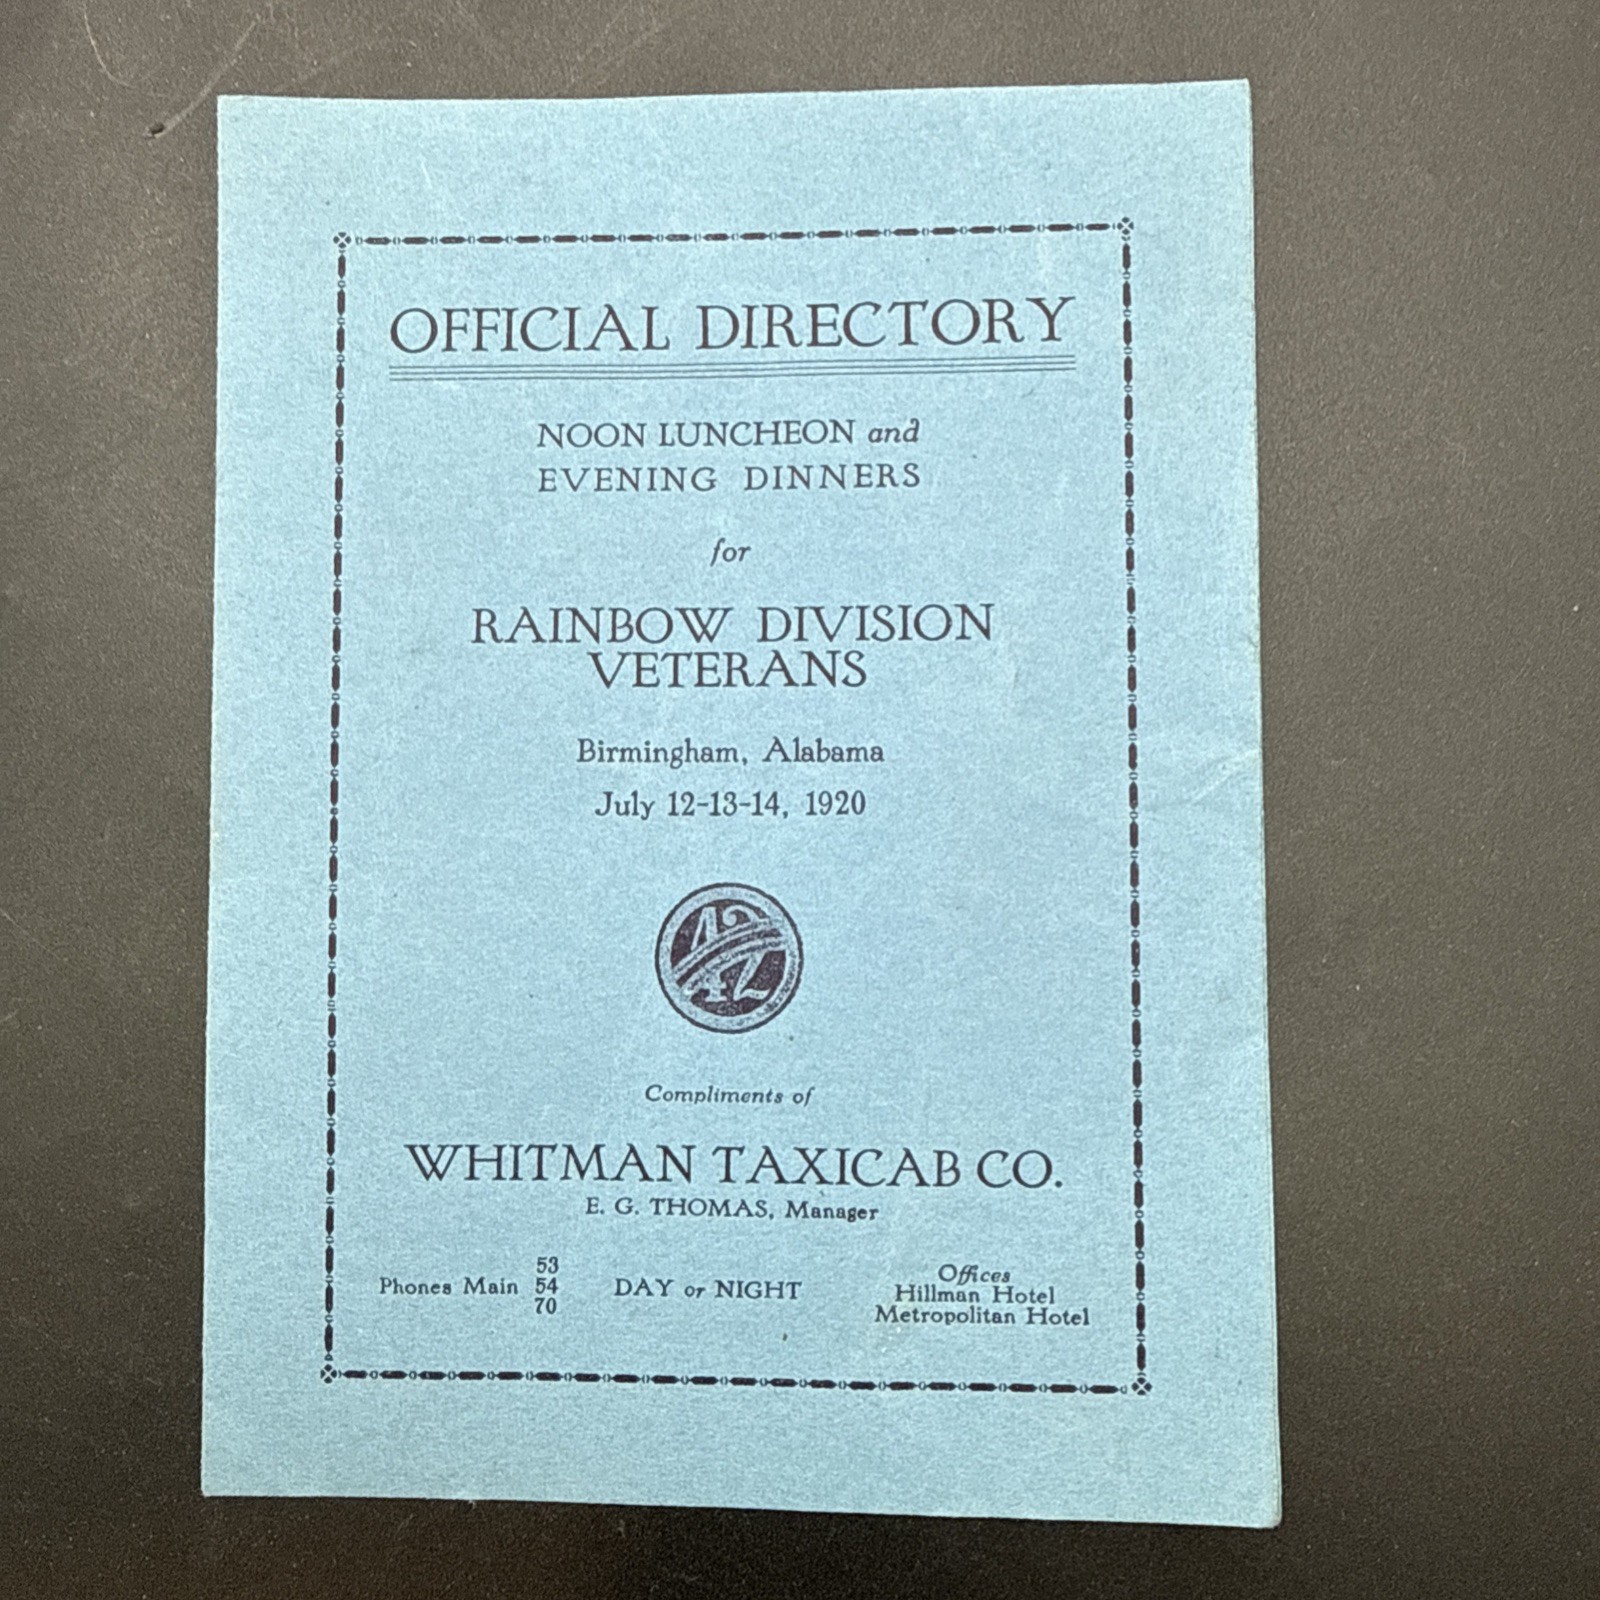 OFFICIAL DIRECTORY
NOON LUNCHEON and
EVENING DINNERS
for
RAINBOW DIVISION
VETERANS
Birmingham, Alabama
July 12-13-14, 1920
42
42
Compliments of
WHITMAN TAXICAB CO.
E. G. THOMAS, Manager
53
Phones Main 54
70
DAY or NIGHT
Offices
Hillman Hotel
Metropolitan Hotel